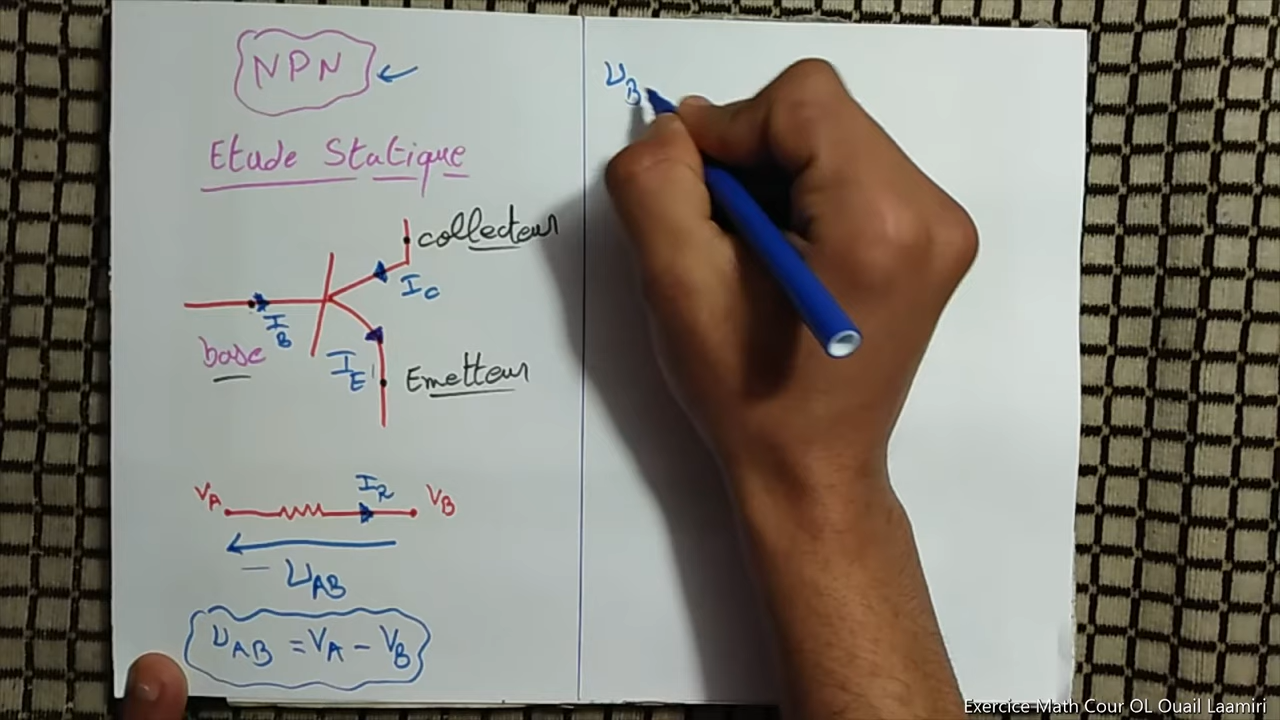 NPN
Etude Statique
collecteur
I_C
I_B
base
I_E
Emetteur
V_A I_R V_B
U_AB
U_AB = V_A - V_B
U_B
Exercice Math Cour OL Ouail Laamiri